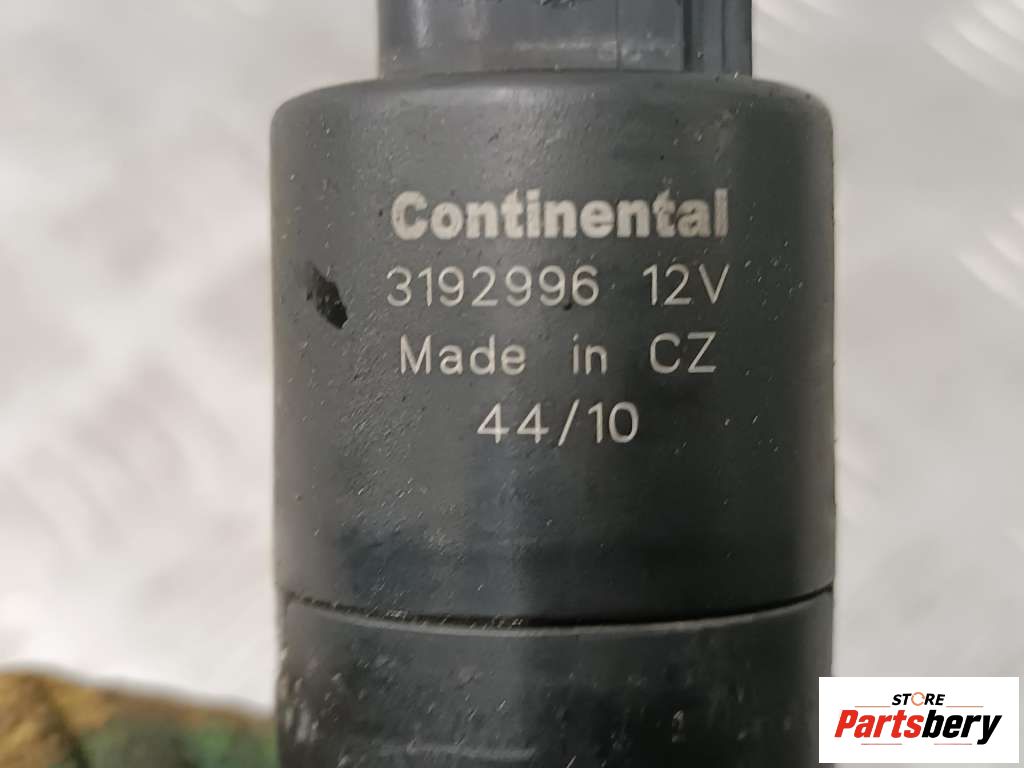 Continental
3192996 12V
Made in CZ
44/10
STORE
Partsbery